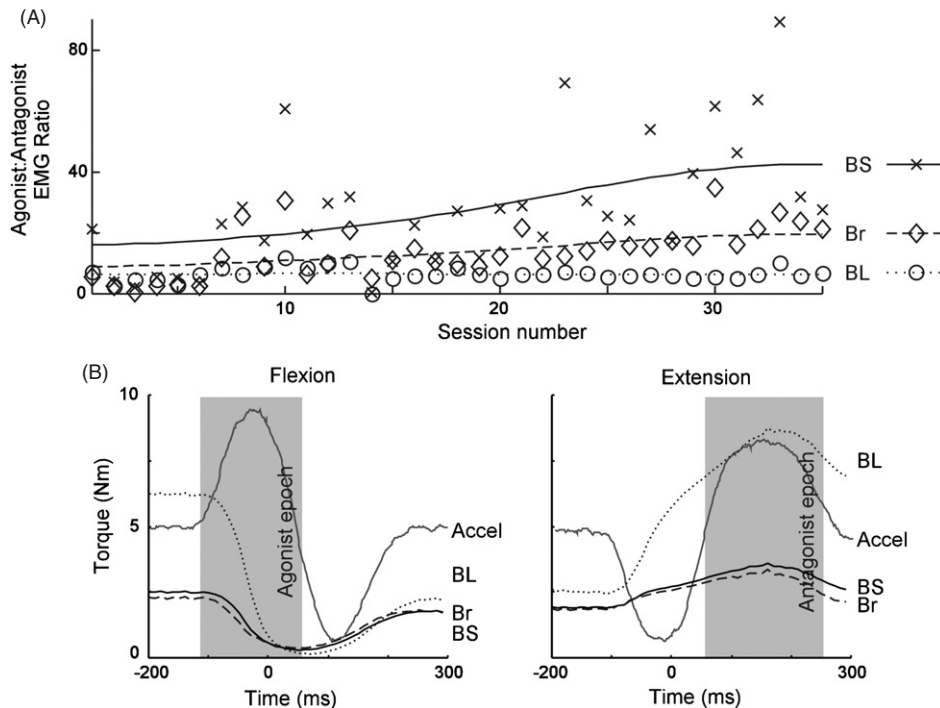 (A)
Agonist:Antagonist
EMG Ratio
80
40
0
10
20
30
Session number
BS
Br
BL
(B)
Flexion
Extension
Torque (Nm)
10
5
0
Agonist epoch
Accel
BL
Br
BS
-200
0
300
Time (ms)
Antagonist epoch
BL
Accel
BS
Br
-200
0
300
Time (ms)